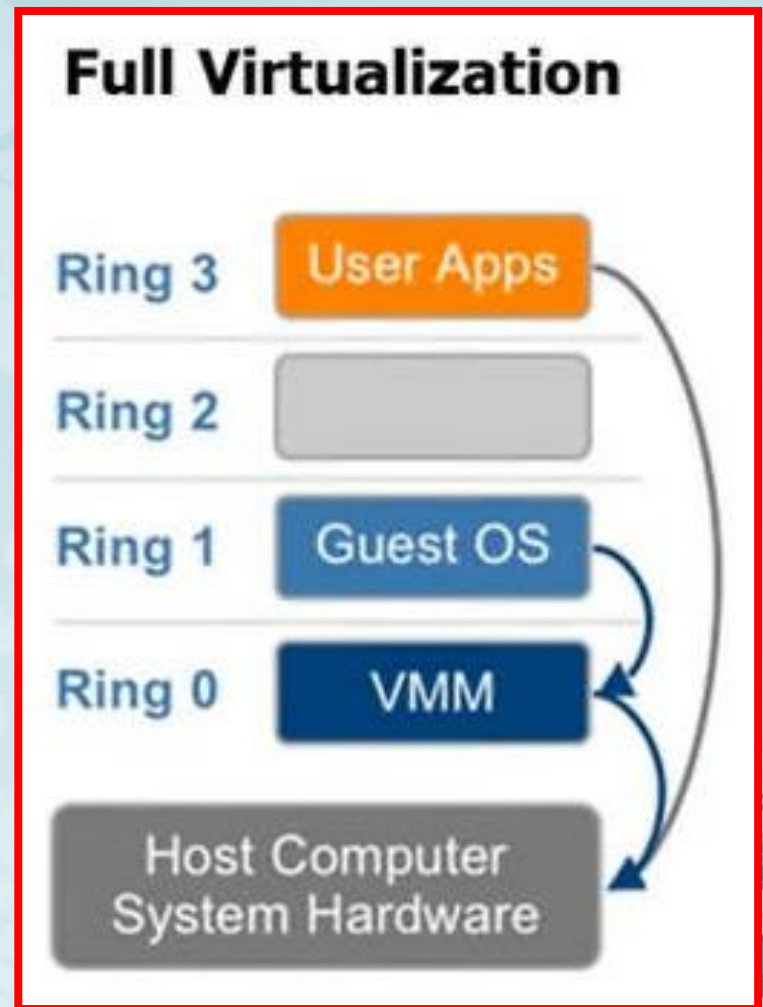 Full Virtualization
Ring 3
User Apps
Ring 2
Ring 1
Guest OS
Ring 0
VMM
Host Computer
System Hardware